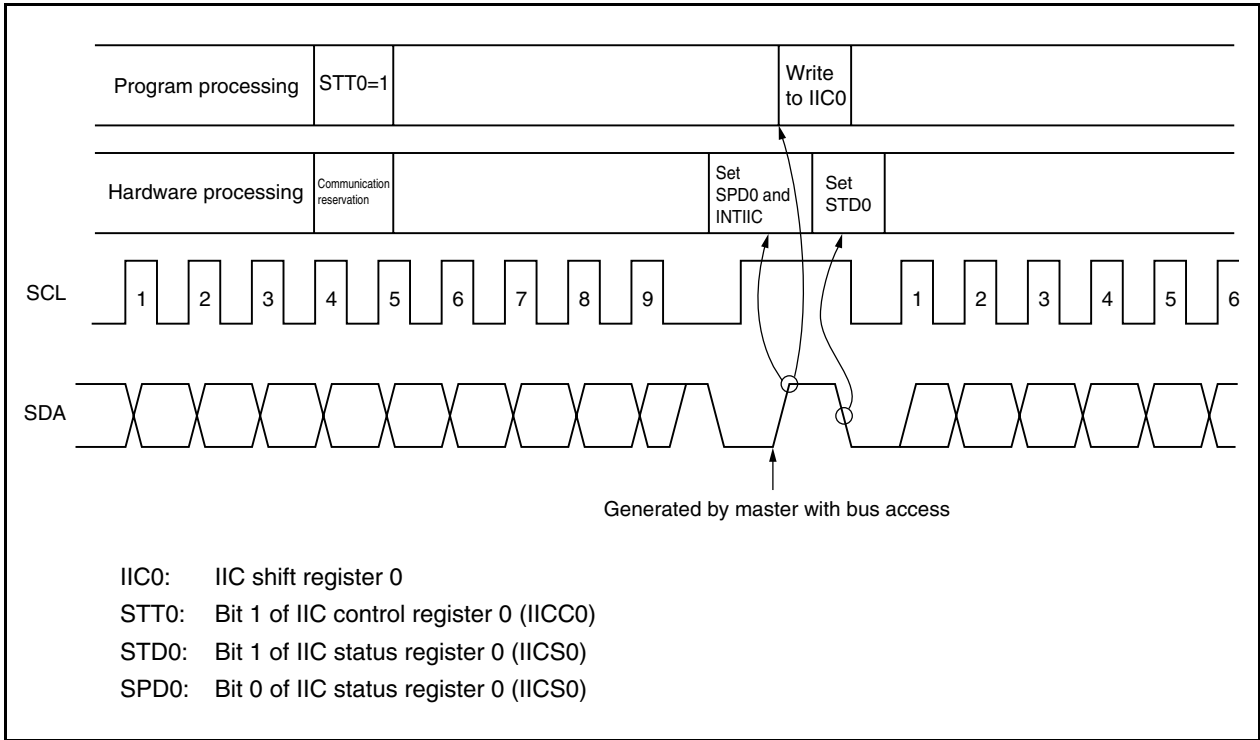 Program processing
STT0=1
Write
to IIC0
Hardware processing
Communication
reservation
Set
SPD0 and
INTIIC
Set
STD0
SCL
1 2 3 4 5 6 7 8 9 1 2 3 4 5 6
SDA
Generated by master with bus access
IIC0: IIC shift register 0
STT0: Bit 1 of IIC control register 0 (IICC0)
STD0: Bit 1 of IIC status register 0 (IICS0)
SPD0: Bit 0 of IIC status register 0 (IICS0)